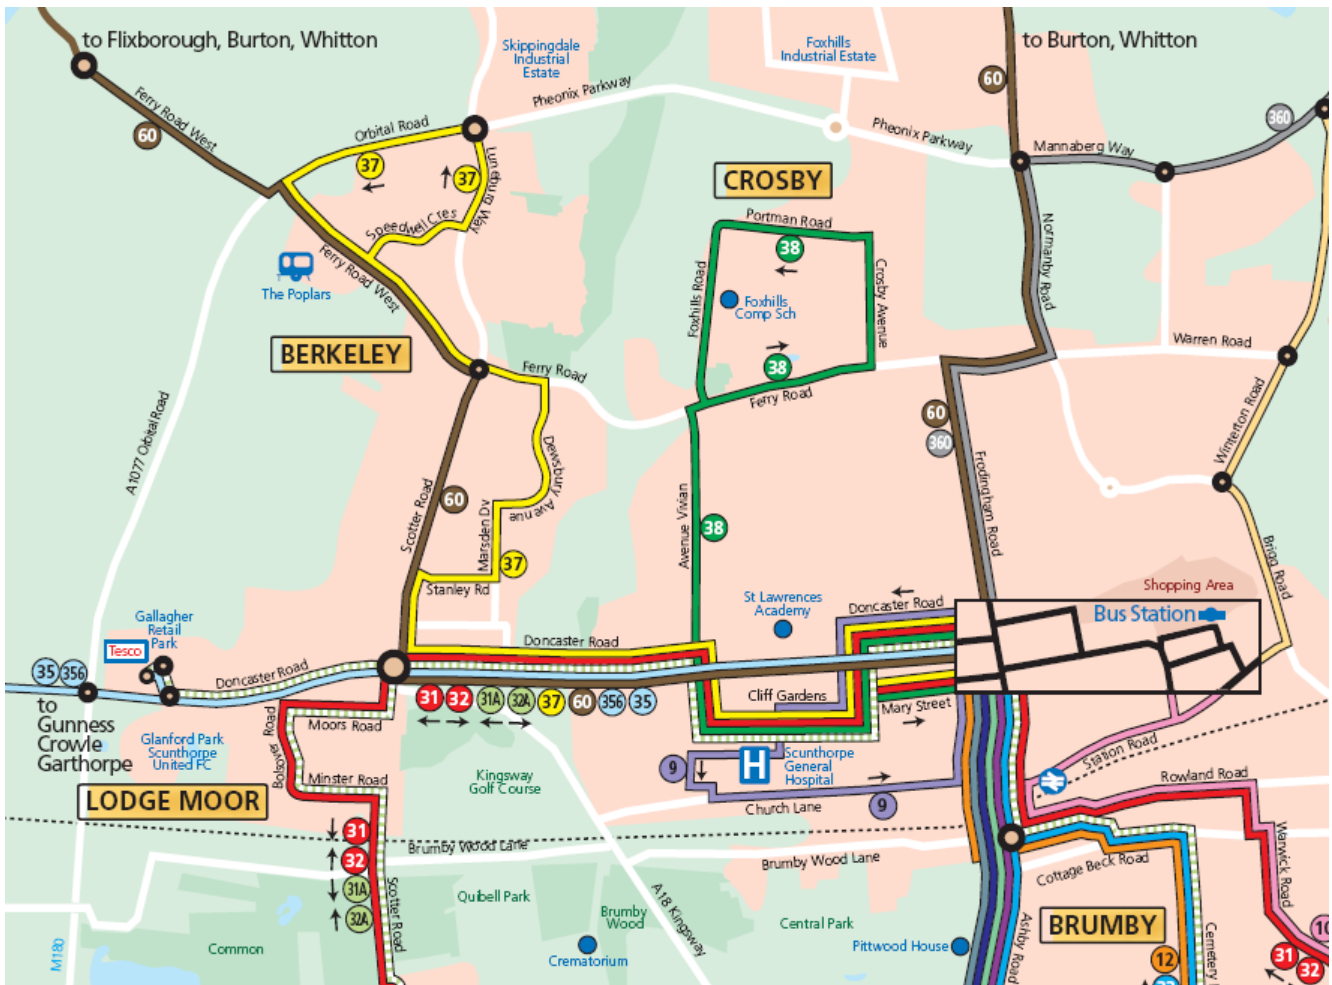 to Flixborough, Burton, Whitton
Skippingdale
Industrial
Estate
Foxhills
Industrial Estate
to Burton, Whitton
60
Pheonix Parkway
Ferry Road West
60
Orbital Road
37
37
Luneburg Way
Speedwell Cres
Pheonix Parkway
360
Mannaberg Way
CROSBY
Portman Road
38
Foxhills Road
Crosby Avenue
Foxhills
Comp Sch
38
Ferry Road
Normanby Road
Ferry Road West
The Poplars
BERKELEY
Ferry Road
Warren Road
A1077 Orbital Road
60
360
Winterton Road
Dewsbury
Avenue
Scotter Road
60
Marsden Dv
37
Stanley Rd
Avenue Vivian
38
Frodingham Road
Brigg Road
Shopping Area
Bus Station
St Lawrences
Academy
Doncaster Road
Gallagher
Retail
Park
Tesco
35
356
Doncaster Road
Doncaster Road
31
32
31A
32A
37
60
356
35
Cliff Gardens
Mary Street
to
Gunness
Crowle
Garthorpe
Bolsover
Road
Moors Road
Glanford Park
Scunthorpe
United FC
Minster Road
LODGE MOOR
Kingsway
Golf Course
9
H
Scunthorpe
General
Hospital
Church Lane
9
Station Road
Rowland Road
31
32
31A
32A
Brumby Wood Lane
Brumby Wood Lane
Cottage Beck Road
Warwick Road
Scotter Road
Quibell Park
Brumby
Wood
A18 Kingsway
Central Park
BRUMBY
Common
M180
Crematorium
Pittwood House
Ashby Road
12
Cemetery
10
31
32